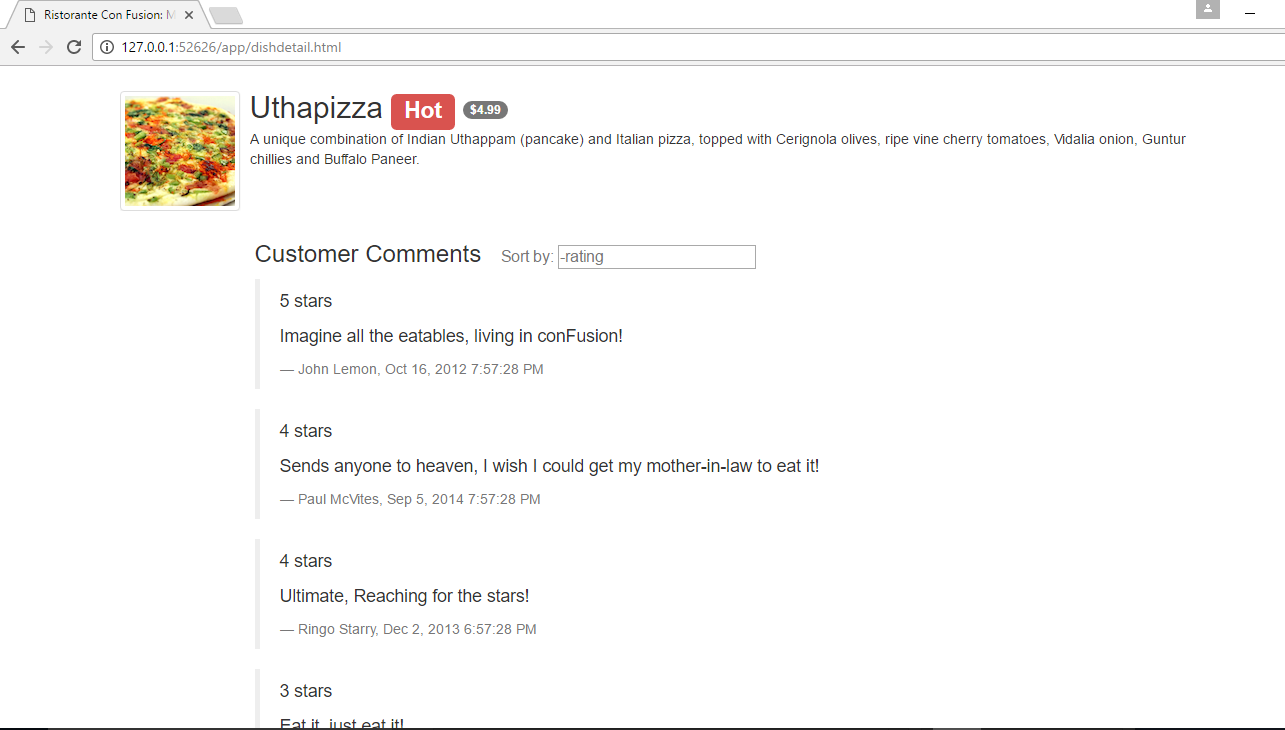 Ristorante Con Fusion: M
127.0.0.1:52626/app/dishdetail.html
Uthapizza Hot $4.99
A unique combination of Indian Uthappam (pancake) and Italian pizza, topped with Cerignola olives, ripe vine cherry tomatoes, Vidalia onion, Guntur
chillies and Buffalo Paneer.
Customer Comments Sort by: -rating
5 stars
Imagine all the eatables, living in conFusion!
— John Lemon, Oct 16, 2012 7:57:28 PM
4 stars
Sends anyone to heaven, I wish I could get my mother-in-law to eat it!
— Paul McVites, Sep 5, 2014 7:57:28 PM
4 stars
Ultimate, Reaching for the stars!
— Ringo Starry, Dec 2, 2013 6:57:28 PM
3 stars
Eat it, just eat it!